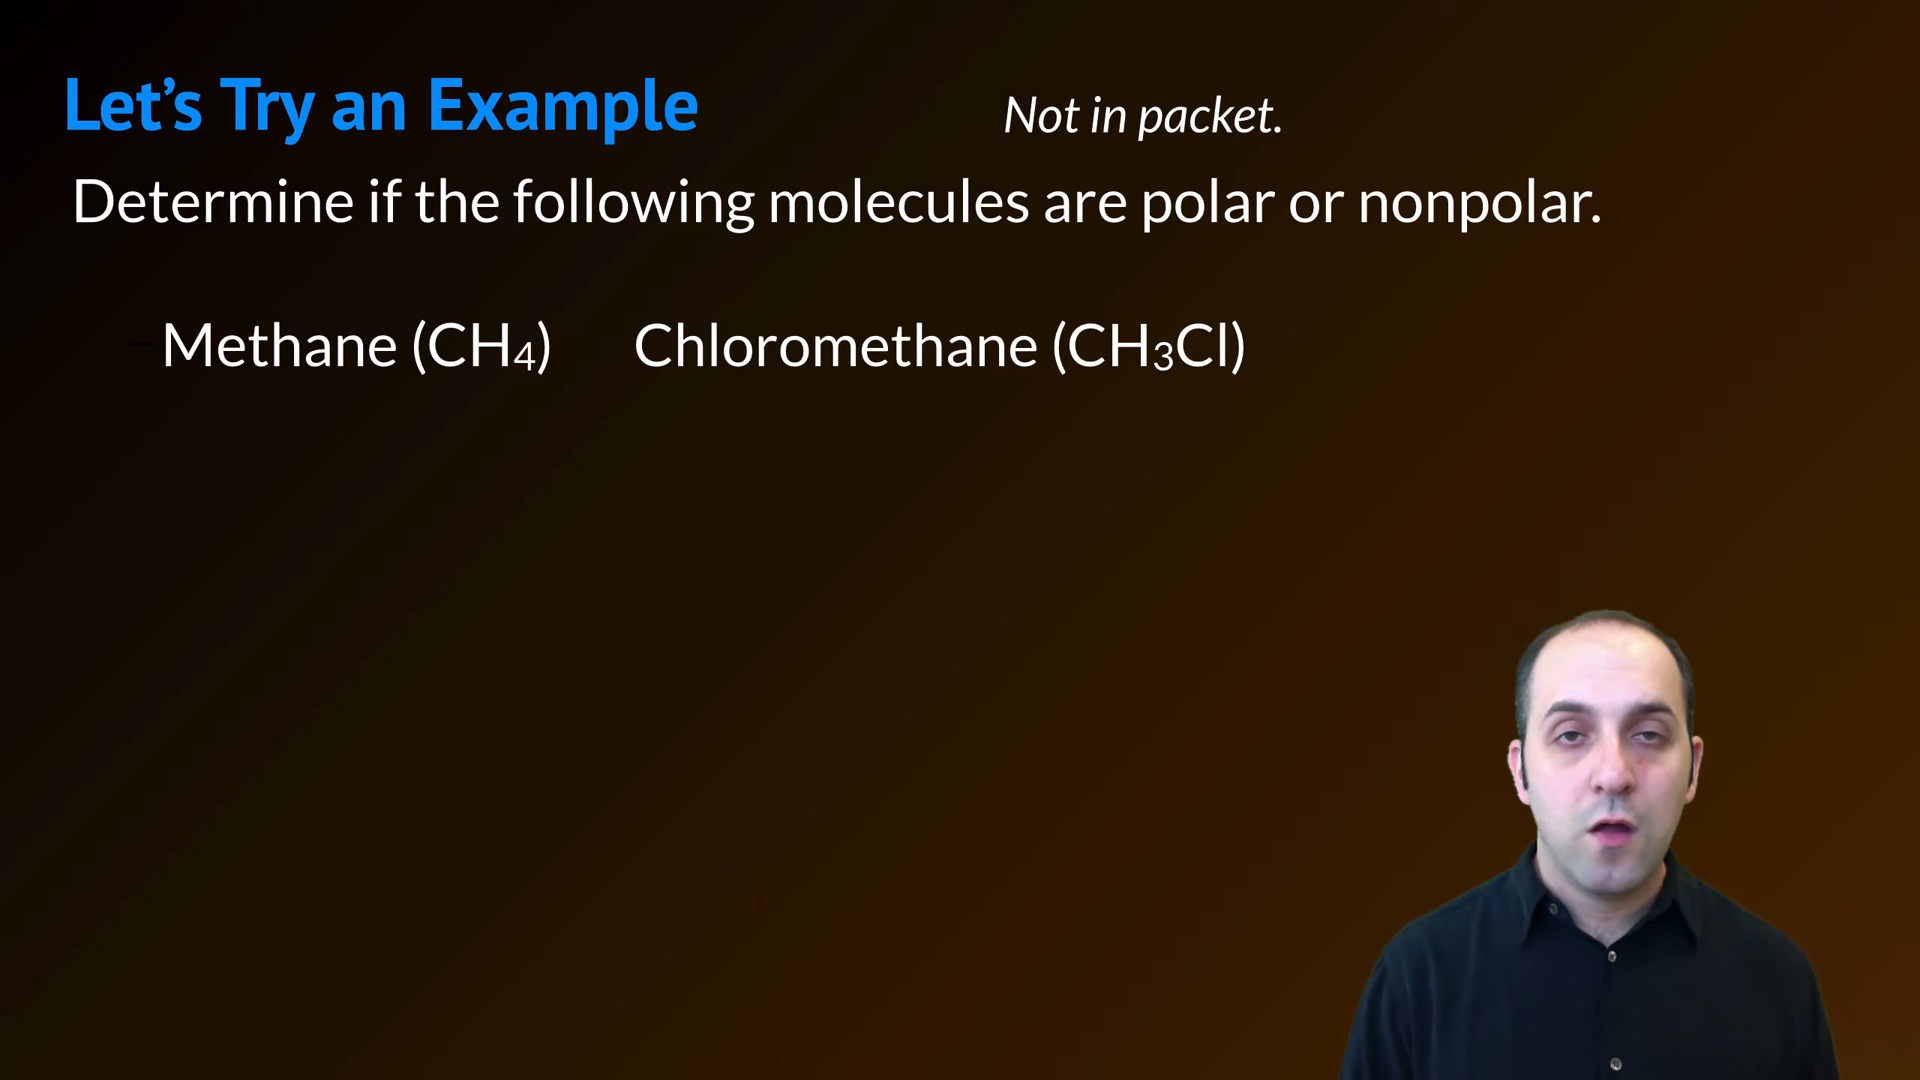 Let’s Try an Example
Not in packet.
Determine if the following molecules are polar or nonpolar.
–Methane (CH₄) Chloromethane (CH₃Cl)